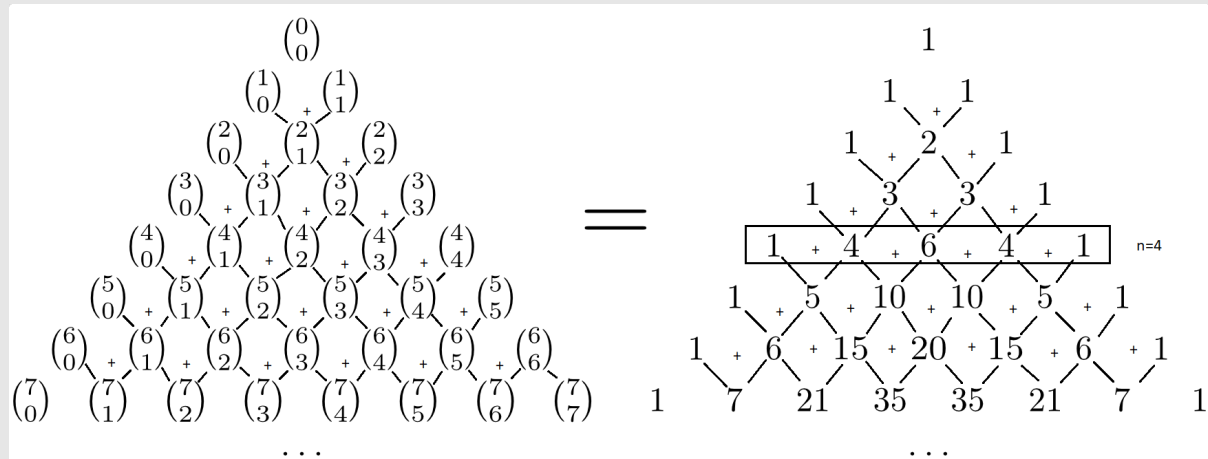 (0 0) 1
(1 0) + (1 1) 1 + 1
(2 0) + (2 1) + (2 2) 1 + 2 + 1
(3 0) + (3 1) + (3 2) + (3 3) 1 + 3 + 3 + 1
(4 0) + (4 1) + (4 2) + (4 3) + (4 4) = 1 + 4 + 6 + 4 + 1 n=4
(5 0) + (5 1) + (5 2) + (5 3) + (5 4) + (5 5) 1 + 5 + 10 + 10 + 5 + 1
(6 0) + (6 1) + (6 2) + (6 3) + (6 4) + (6 5) + (6 6) 1 + 6 + 15 + 20 + 15 + 6 + 1
(7 0) (7 1) (7 2) (7 3) (7 4) (7 5) (7 6) (7 7) 1 7 21 35 35 21 7 1
... ...